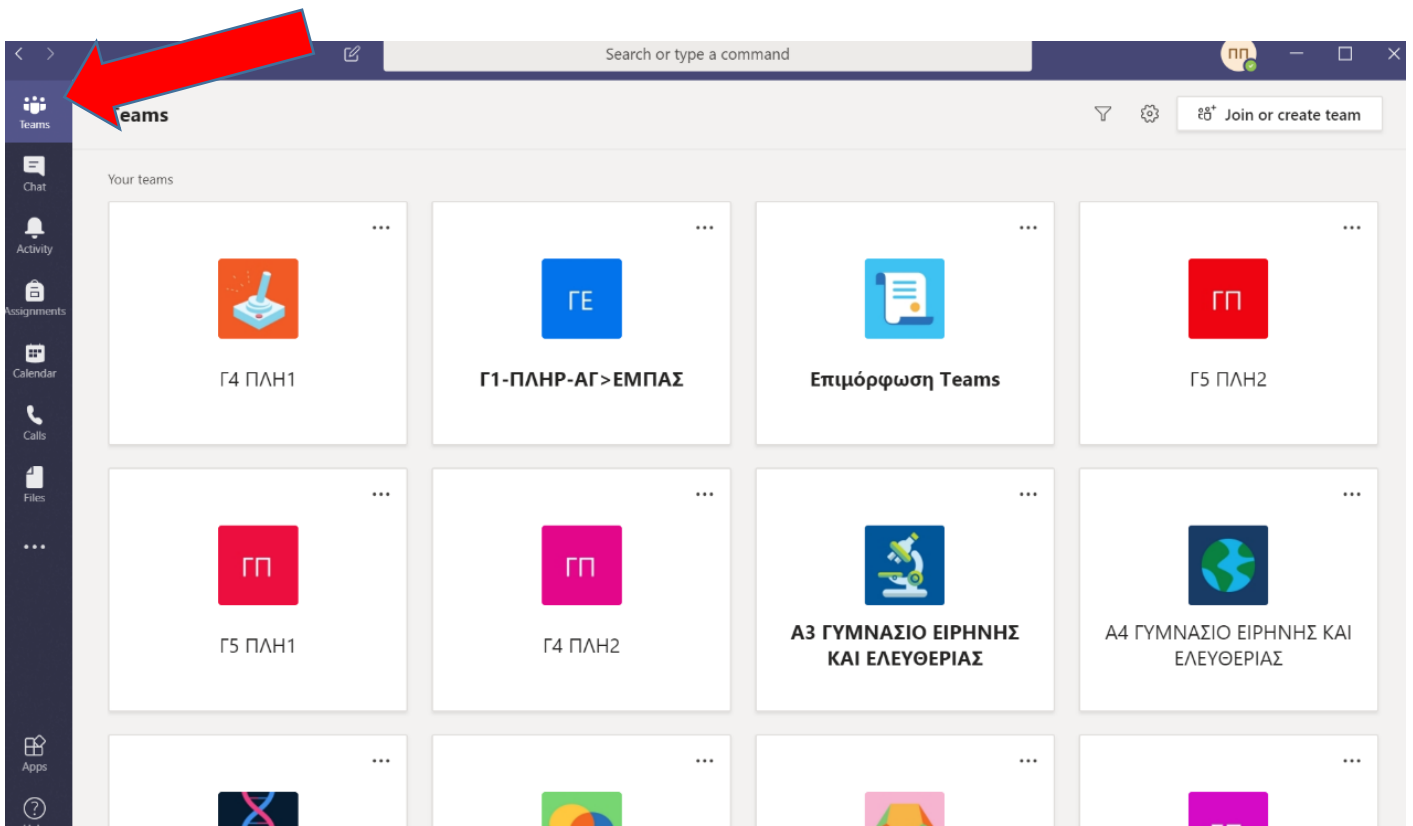 Search or type a command
ΠΠ
Teams
Teams
Join or create team
Chat
Your teams
Activity
Assignments
Calendar
Calls
Files
Apps
ΓΕ
ΓΠ
Γ4 ΠΛΗ1
Γ1-ΠΛΗΡ-ΑΓ>ΕΜΠΑΣ
Επιμόρφωση Teams
Γ5 ΠΛΗ2
ΓΠ
ΓΠ
Γ5 ΠΛΗ1
Γ4 ΠΛΗ2
Α3 ΓΥΜΝΑΣΙΟ ΕΙΡΗΝΗΣ
ΚΑΙ ΕΛΕΥΘΕΡΙΑΣ
Α4 ΓΥΜΝΑΣΙΟ ΕΙΡΗΝΗΣ ΚΑΙ
ΕΛΕΥΘΕΡΙΑΣ